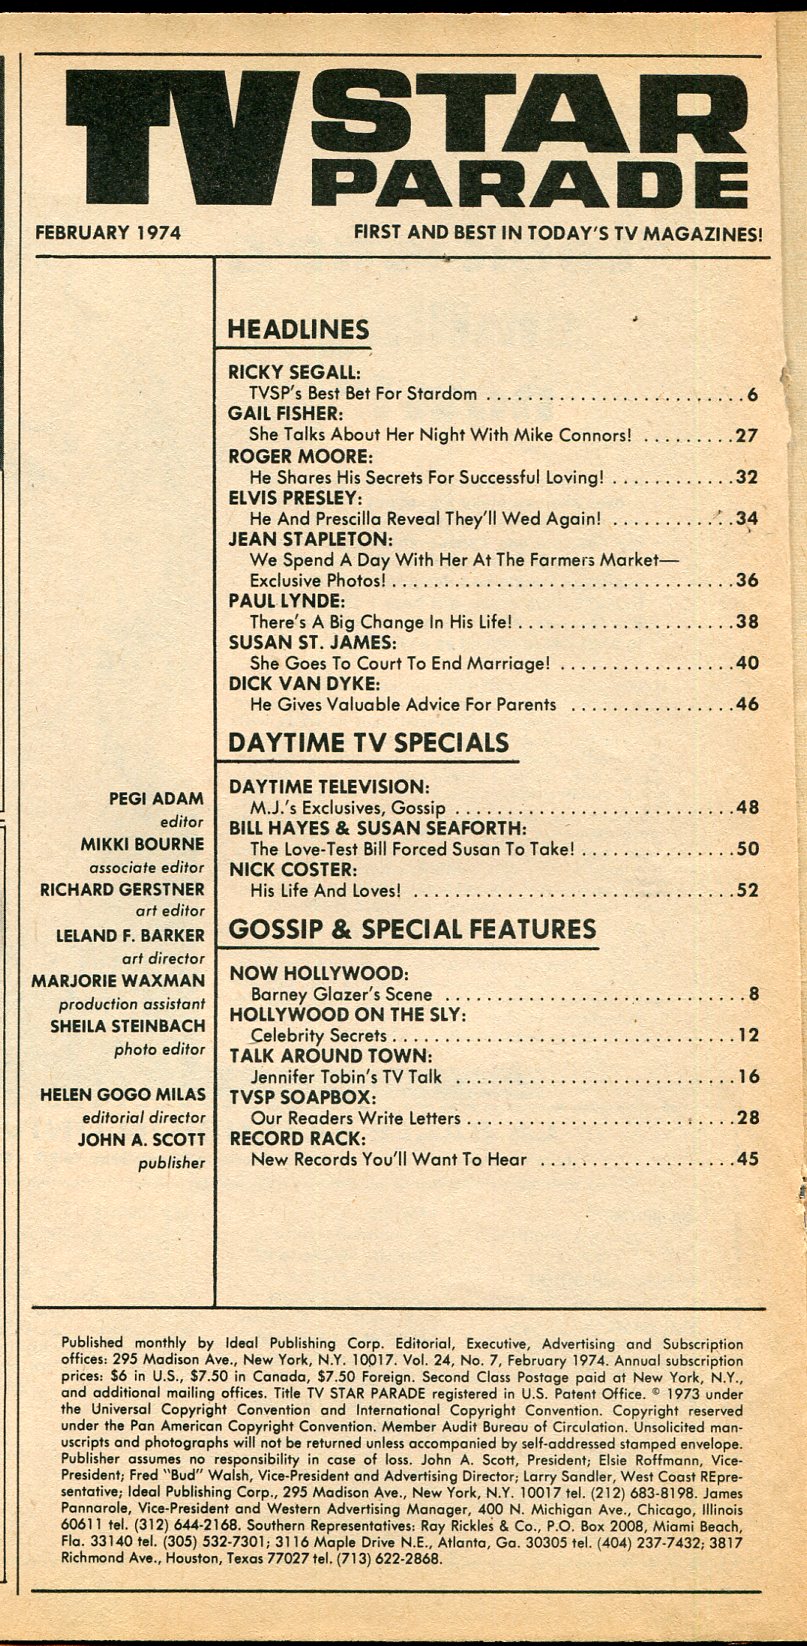 TV STAR
PARADE
FEBRUARY 1974
FIRST AND BEST IN TODAY'S TV MAGAZINES!
HEADLINES
RICKY SEGALL:
TVSP's Best Bet For Stardom ......................... 6
GAIL FISHER:
She Talks About Her Night With Mike Connors! ......... 27
ROGER MOORE:
He Shares His Secrets For Successful Loving! ............ 32
ELVIS PRESLEY:
He And Prescilla Reveal They'll Wed Again! ............ 34
JEAN STAPLETON:
We Spend A Day With Her At The Farmers Market—
Exclusive Photos! ................................. 36
PAUL LYNDE:
There's A Big Change In His Life! ..................... 38
SUSAN ST. JAMES:
She Goes To Court To End Marriage! ................. 40
DICK VAN DYKE:
He Gives Valuable Advice For Parents ................ 46
DAYTIME TV SPECIALS
DAYTIME TELEVISION:
M.J.'s Exclusives, Gossip ........................... 48
BILL HAYES & SUSAN SEAFORTH:
The Love-Test Bill Forced Susan To Take! ............... 50
NICK COSTER:
His Life And Loves! ............................... 52
GOSSIP & SPECIAL FEATURES
NOW HOLLYWOOD:
Barney Glazer's Scene ............................. 8
HOLLYWOOD ON THE SLY:
Celebrity Secrets ................................. 12
TALK AROUND TOWN:
Jennifer Tobin's TV Talk ........................... 16
TVSP SOAPBOX:
Our Readers Write Letters .......................... 28
RECORD RACK:
New Records You'll Want To Hear ................... 45
PEGI ADAM
editor
MIKKI BOURNE
associate editor
RICHARD GERSTNER
art editor
LELAND F. BARKER
art director
MARJORIE WAXMAN
production assistant
SHEILA STEINBACH
photo editor
HELEN GOGO MILAS
editorial director
JOHN A. SCOTT
publisher
Published monthly by Ideal Publishing Corp. Editorial, Executive, Advertising and Subscription
offices: 295 Madison Ave., New York, N.Y. 10017. Vol. 24, No. 7, February 1974. Annual subscription
prices: $6 in U.S., $7.50 in Canada, $7.50 Foreign. Second Class Postage paid at New York, N.Y.,
and additional mailing offices. Title TV STAR PARADE registered in U.S. Patent Office. © 1973 under
the Universal Copyright Convention and International Copyright Convention. Copyright reserved
under the Pan American Copyright Convention. Member Audit Bureau of Circulation. Unsolicited man-
uscripts and photographs will not be returned unless accompanied by self-addressed stamped envelope.
Publisher assumes no responsibility in case of loss. John A. Scott, President; Elsie Roffmann, Vice-
President; Fred "Bud" Walsh, Vice-President and Advertising Director; Larry Sandler, West Coast REpre-
sentative; Ideal Publishing Corp., 295 Madison Ave., New York, N.Y. 10017 tel. (212) 683-8198. James
Pannarole, Vice-President and Western Advertising Manager, 400 N. Michigan Ave., Chicago, Illinois
60611 tel. (312) 644-2168. Southern Representatives: Ray Rickles & Co., P.O. Box 2008, Miami Beach,
Fla. 33140 tel. (305) 532-7301; 3116 Maple Drive N.E., Atlanta, Ga. 30305 tel. (404) 237-7432; 3817
Richmond Ave., Houston, Texas 77027 tel. (713) 622-2868.